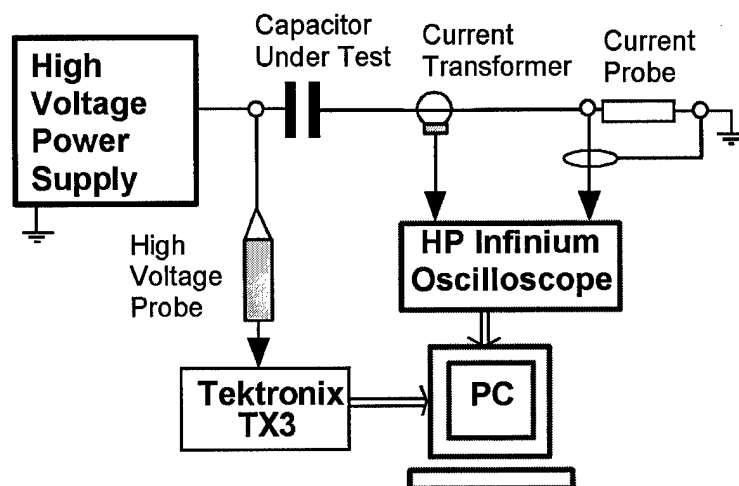 High
Voltage
Power
Supply
Capacitor
Under Test
Current
Transformer
Current
Probe
High
Voltage
Probe
HP Infinium
Oscilloscope
Tektronix
TX3
PC